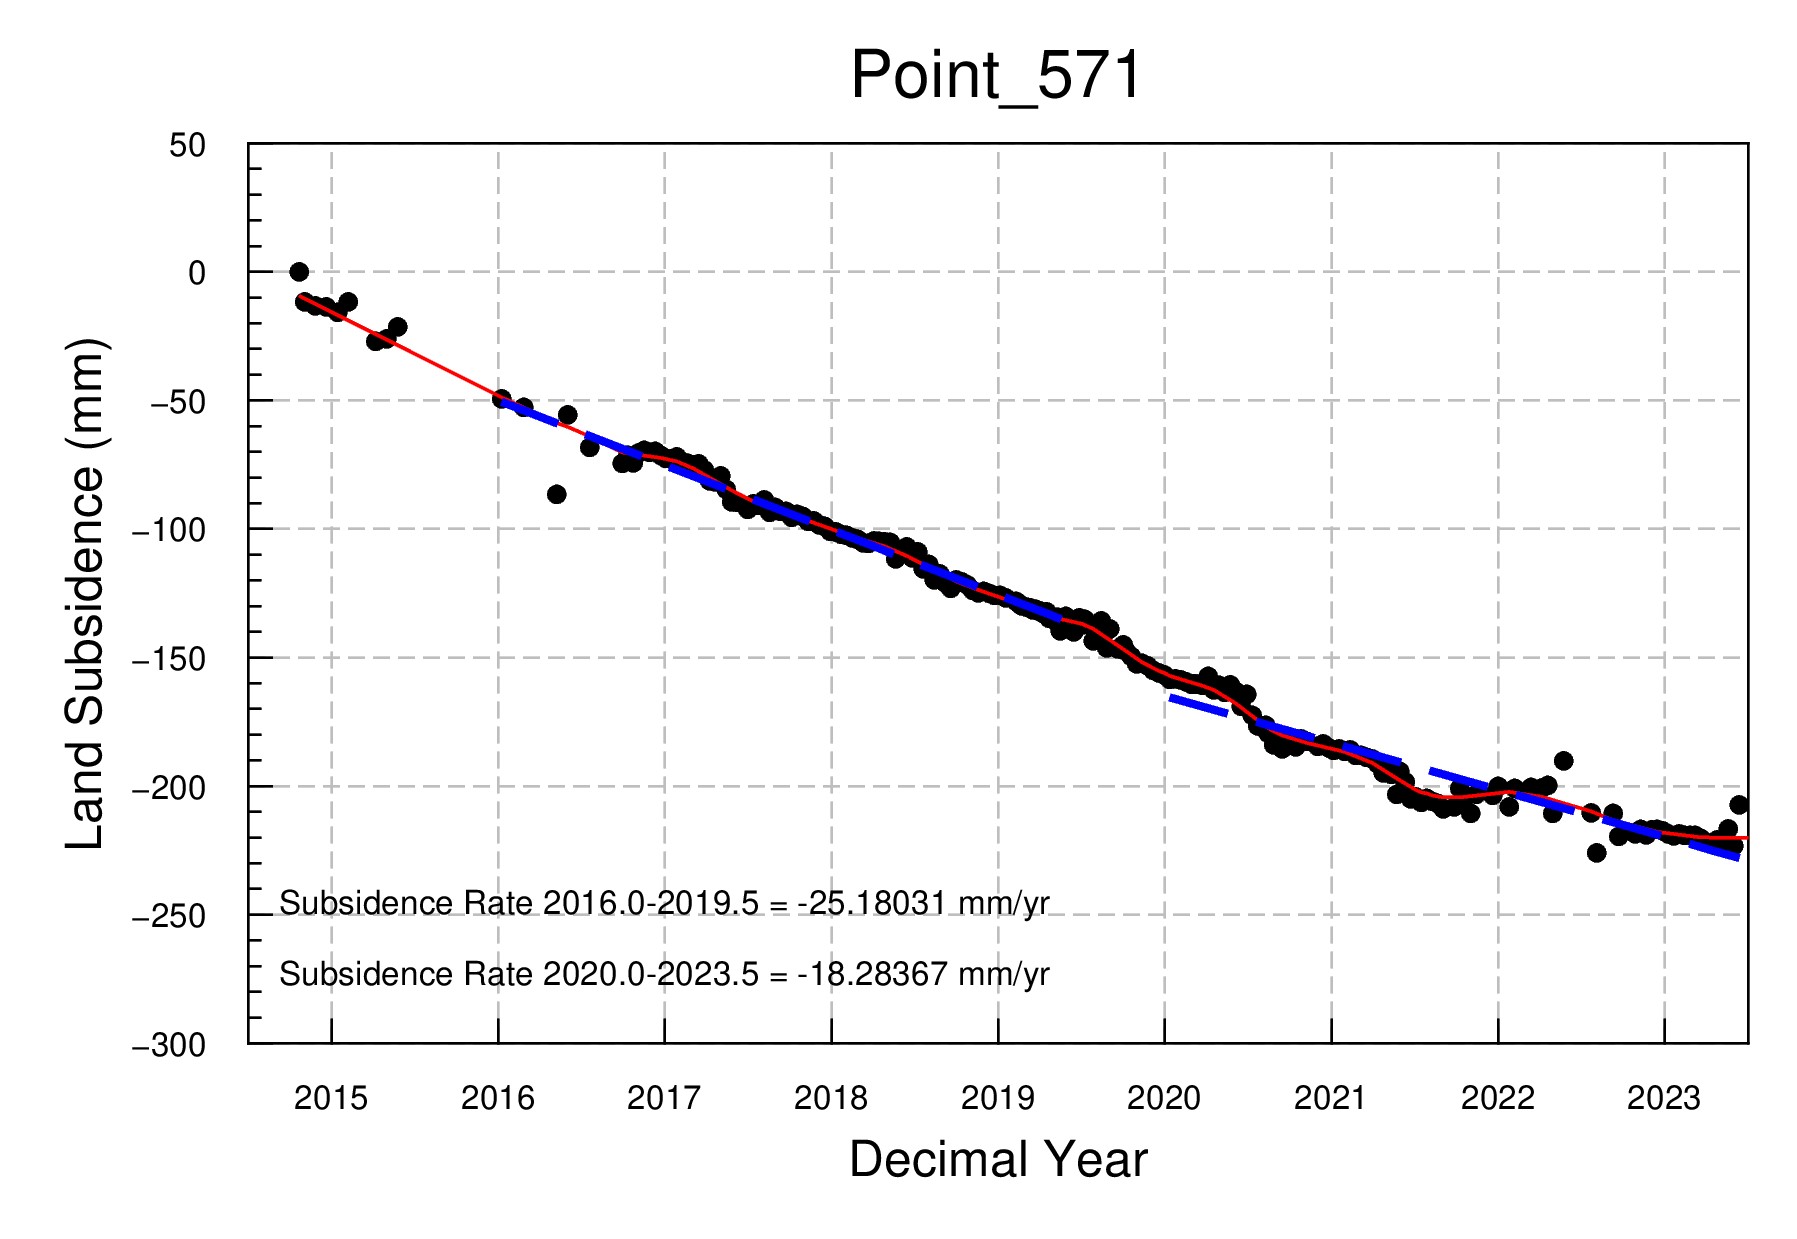 Point_571
50
0
−50
−100
−150
−200
−250
−300
Land Subsidence (mm)
Subsidence Rate 2016.0-2019.5 = -25.18031 mm/yr
Subsidence Rate 2020.0-2023.5 = -18.28367 mm/yr
2015 2016 2017 2018 2019 2020 2021 2022 2023
Decimal Year